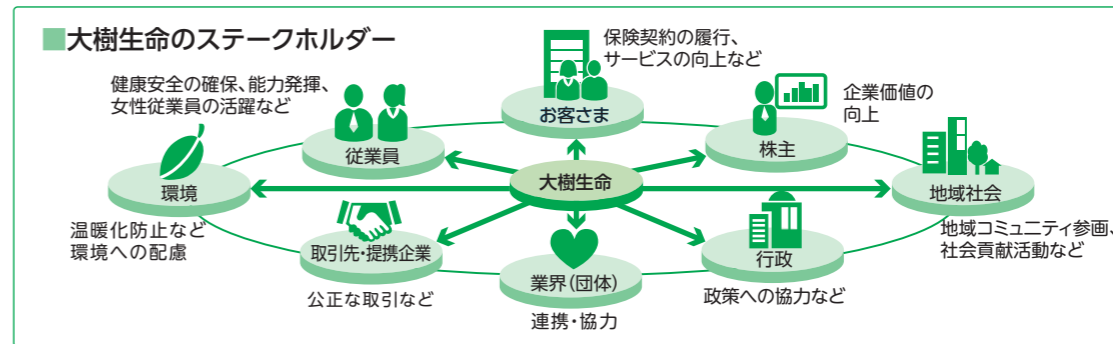 ■大樹生命のステークホルダー
保険契約の履行、
サービスの向上など
お客さま
健康安全の確保、能力発揮、
女性従業員の活躍など
従業員
企業価値の
向上
株主
環境
温暖化防止など
環境への配慮
大樹生命
地域社会
地域コミュニティ参画、
社会貢献活動など
取引先・提携企業
公正な取引など
業界(団体)
連携・協力
行政
政策への協力など